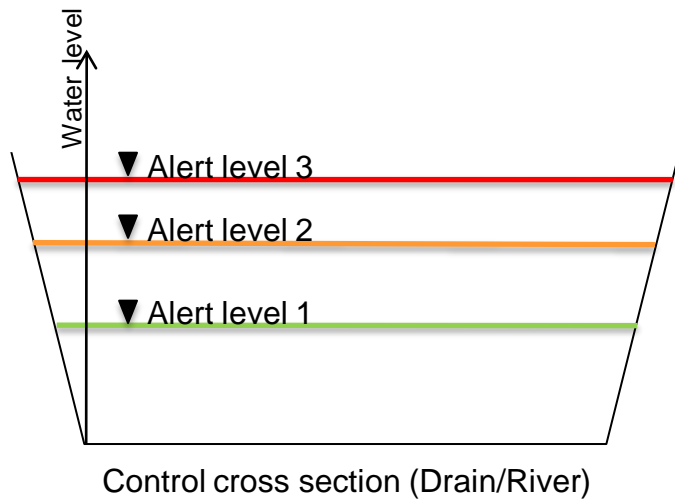 Water level
Alert level 3
Alert level 2
Alert level 1
Control cross section (Drain/River)